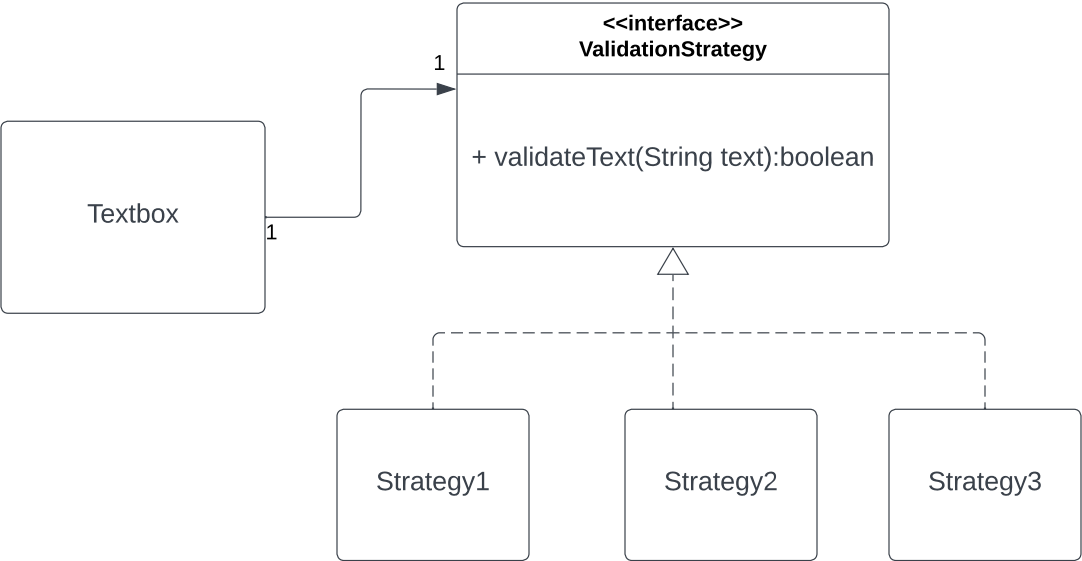 <<interface>>
ValidationStrategy
1
+ validateText(String text):boolean
Textbox
1
Strategy1
Strategy2
Strategy3